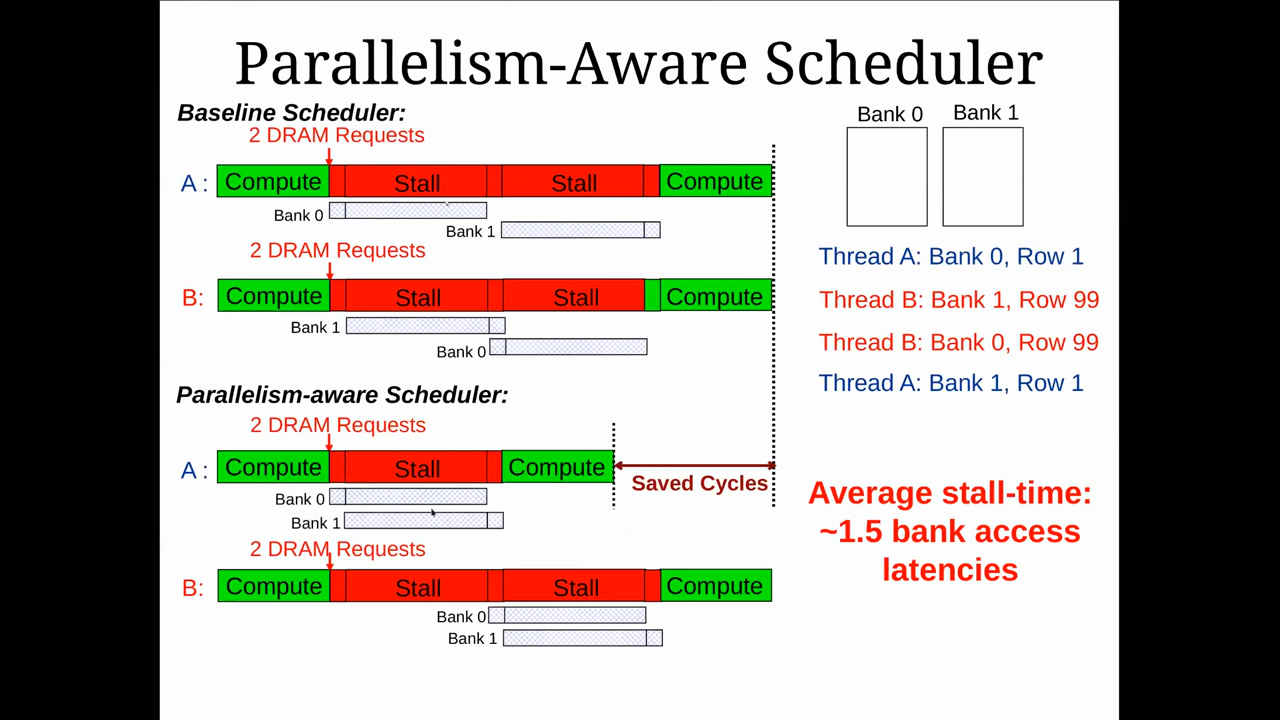 Parallelism-Aware Scheduler
Baseline Scheduler:
2 DRAM Requests
A : Compute Stall Stall Compute
Bank 0
Bank 1
2 DRAM Requests
B: Compute Stall Stall Compute
Bank 1
Bank 0
Parallelism-aware Scheduler:
2 DRAM Requests
A : Compute Stall Compute
Saved Cycles
Bank 0
Bank 1
2 DRAM Requests
B: Compute Stall Stall Compute
Bank 0
Bank 1
Bank 0 Bank 1
Thread A: Bank 0, Row 1
Thread B: Bank 1, Row 99
Thread B: Bank 0, Row 99
Thread A: Bank 1, Row 1
Average stall-time:
~1.5 bank access
latencies